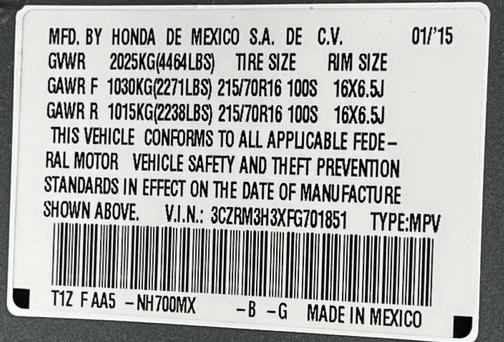 MFD. BY HONDA DE MEXICO S.A. DE C.V. 01/'15
GVWR 2025KG(4464LBS) TIRE SIZE RIM SIZE
GAWR F 1030KG(2271LBS) 215/70R16 100S 16X6.5J
GAWR R 1015KG(2238LBS) 215/70R16 100S 16X6.5J
THIS VEHICLE CONFORMS TO ALL APPLICABLE FEDE-
RAL MOTOR VEHICLE SAFETY AND THEFT PREVENTION
STANDARDS IN EFFECT ON THE DATE OF MANUFACTURE
SHOWN ABOVE. V.I.N.: 3CZRM3H3XFG701851 TYPE:MPV
T1Z F AA5 -NH700MX -B -G MADE IN MEXICO